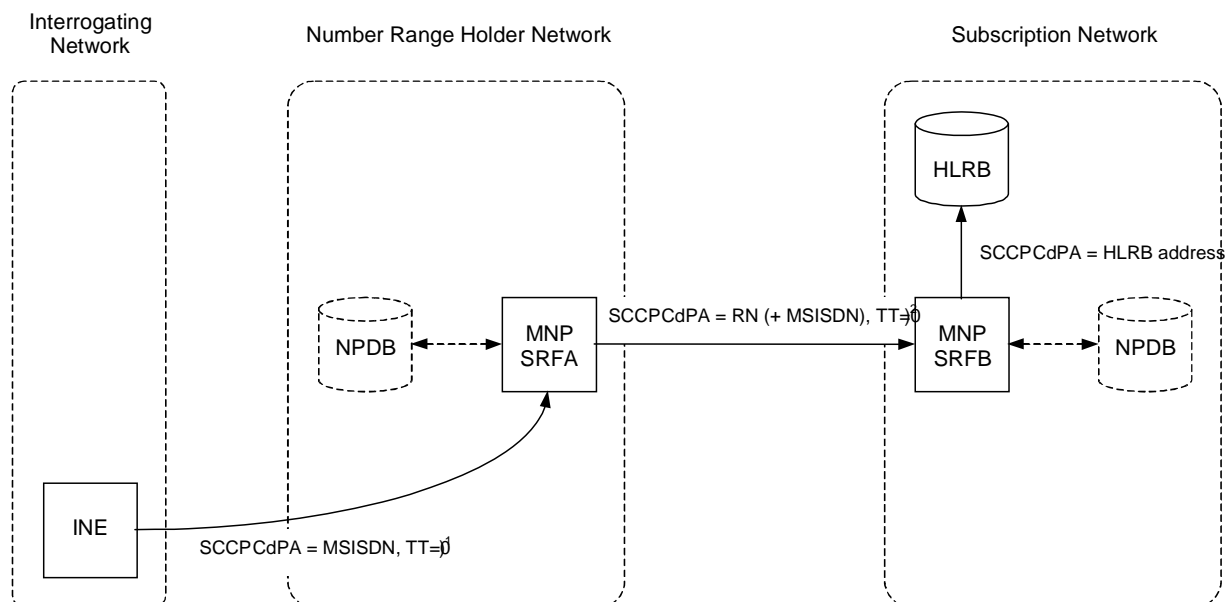 Interrogating
Network
Number Range Holder Network
Subscription Network
HLRB
SCCPCdPA = HLRB address
SCCPCdPA = RN (+ MSISDN), TT=0
NPDB
MNP
SRFA
MNP
SRFB
NPDB
INE
SCCPCdPA = MSISDN, TT=0